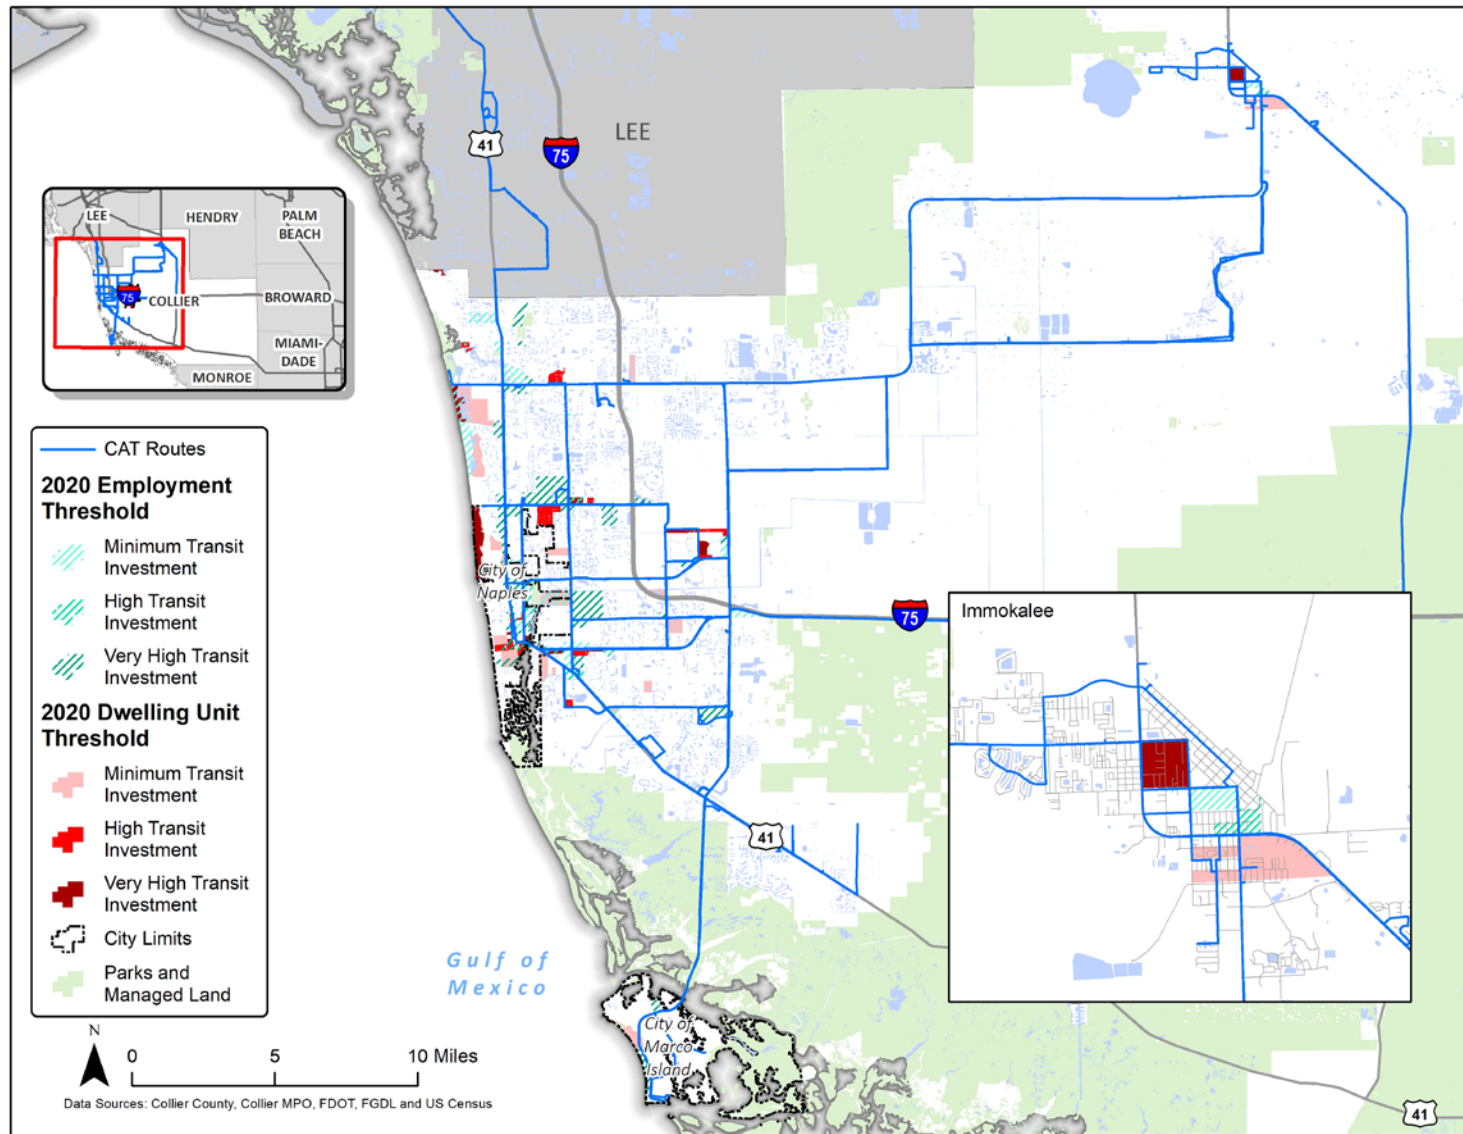 41
75
LEE
LEE
HENDRY
PALM
BEACH
75
COLLIER
BROWARD
MIAMI-
DADE
MONROE
CAT Routes
2020 Employment
Threshold
Minimum Transit
Investment
High Transit
Investment
Very High Transit
Investment
2020 Dwelling Unit
Threshold
Minimum Transit
Investment
High Transit
Investment
Very High Transit
Investment
City Limits
Parks and
Managed Land
City of
Naples
75
Immokalee
41
Gulf of
Mexico
City of
Marco
Island
N
0 5 10 Miles
Data Sources: Collier County, Collier MPO, FDOT, FGDL and US Census
41